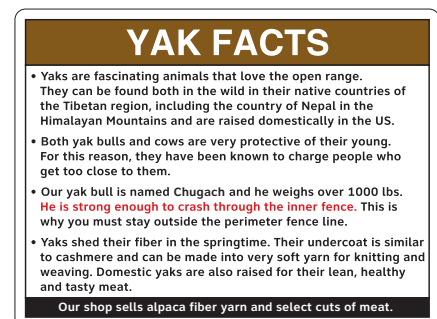 YAK FACTS
• Yaks are fascinating animals that love the open range.
They can be found both in the wild in their native countries of
the Tibetan region, including the country of Nepal in the
Himalayan Mountains and are raised domestically in the US.
• Both yak bulls and cows are very protective of their young.
For this reason, they have been known to charge people who
get too close to them.
• Our yak bull is named Chugach and he weighs over 1000 lbs.
He is strong enough to crash through the inner fence. This is
why you must stay outside the perimeter fence line.
• Yaks shed their fiber in the springtime. Their undercoat is similar
to cashmere and can be made into very soft yarn for knitting and
weaving. Domestic yaks are also raised for their lean, healthy
and tasty meat.
Our shop sells alpaca fiber yarn and select cuts of meat.